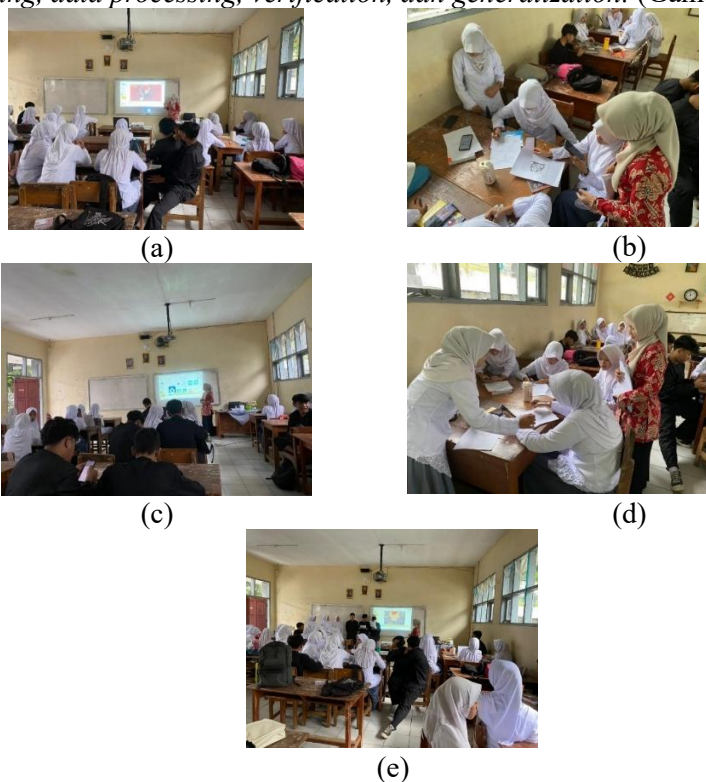 data processing, verification, dan generalization.
(a)
(b)
(c)
(d)
(e)